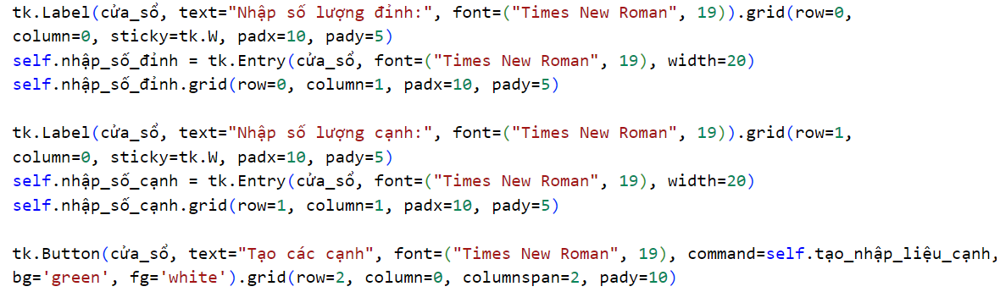 tk.Label(cửa_sổ, text="Nhập số lượng đỉnh:", font=("Times New Roman", 19)).grid(row=0,
column=0, sticky=tk.W, padx=10, pady=5)
self.nhập_số_đỉnh = tk.Entry(cửa_sổ, font=("Times New Roman", 19), width=20)
self.nhập_số_đỉnh.grid(row=0, column=1, padx=10, pady=5)

tk.Label(cửa_sổ, text="Nhập số lượng cạnh:", font=("Times New Roman", 19)).grid(row=1,
column=0, sticky=tk.W, padx=10, pady=5)
self.nhập_số_cạnh = tk.Entry(cửa_sổ, font=("Times New Roman", 19), width=20)
self.nhập_số_cạnh.grid(row=1, column=1, padx=10, pady=5)

tk.Button(cửa_sổ, text="Tạo các cạnh", font=("Times New Roman", 19), command=self.tạo_nhập_liệu_cạnh,
bg='green', fg='white').grid(row=2, column=0, columnspan=2, pady=10)